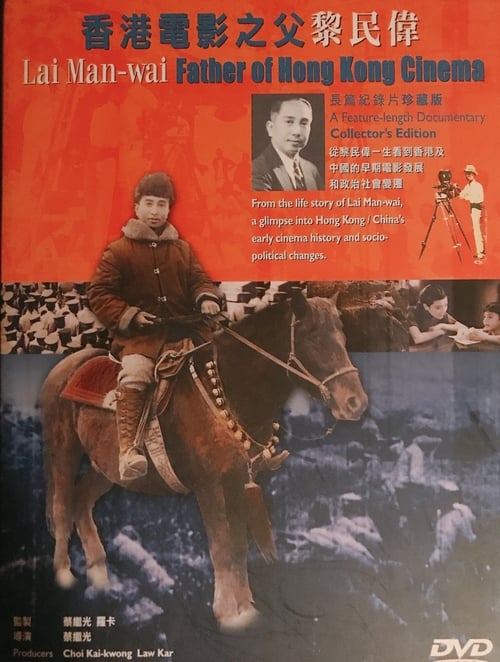 香港電影之父黎民偉
Lai Man-wai Father of Hong Kong Cinema
長篇紀錄片珍藏版
A Feature-length Documentary
Collector's Edition
從黎民偉一生看到香港及
中國的早期電影發展
和政治社會變遷
From the life story of Lai Man-wai,
a glimpse into Hong Kong / China's
early cinema history and socio-
political changes.
監製 蔡繼光 羅卡
導演 蔡繼光
Producers Choi Kai-kwong Law Kar
DVD